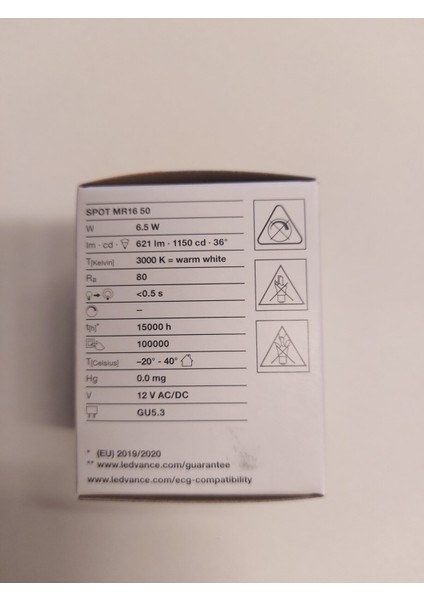 SPOT MR16 50
W 6.5 W
lm · cd · 621 lm · 1150 cd · 36°
T[Kelvin] 3000 K = warm white
Ra 80
<0.5 s
–
t[h]* 15000 h
100000
T[Celsius] –20° - 40°
Hg 0.0 mg
V 12 V AC/DC
GU5.3
* (EU) 2019/2020
** www.ledvance.com/guarantee
www.ledvance.com/ecg-compatibility